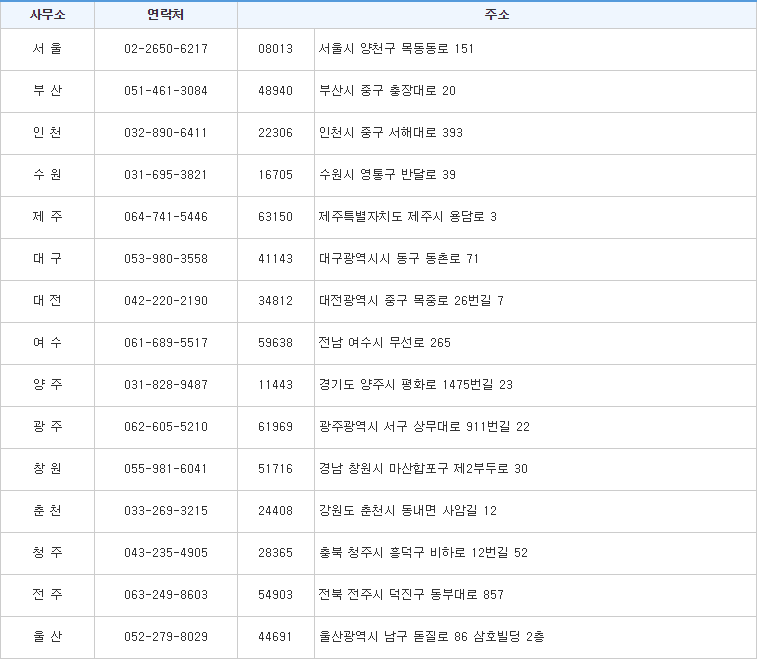 사무소 연락처 주소
서 울 02-2650-6217 08013 서울시 양천구 목동동로 151
부 산 051-461-3084 48940 부산시 중구 충장대로 20
인 천 032-890-6411 22306 인천시 중구 서해대로 393
수 원 031-695-3821 16705 수원시 영통구 반달로 39
제 주 064-741-5446 63150 제주특별자치도 제주시 용담로 3
대 구 053-980-3558 41143 대구광역시시 동구 동촌로 71
대 전 042-220-2190 34812 대전광역시 중구 목중로 26번길 7
여 수 061-689-5517 59638 전남 여수시 무선로 265
양 주 031-828-9487 11443 경기도 양주시 평화로 1475번길 23
광 주 062-605-5210 61969 광주광역시 서구 상무대로 911번길 22
창 원 055-981-6041 51716 경남 창원시 마산합포구 제2부두로 30
춘 천 033-269-3215 24408 강원도 춘천시 동내면 사암길 12
청 주 043-235-4905 28365 충북 청주시 흥덕구 비하로 12번길 52
전 주 063-249-8603 54903 전북 전주시 덕진구 동부대로 857
울 산 052-279-8029 44691 울산광역시 남구 돋질로 86 삼호빌딩 2층